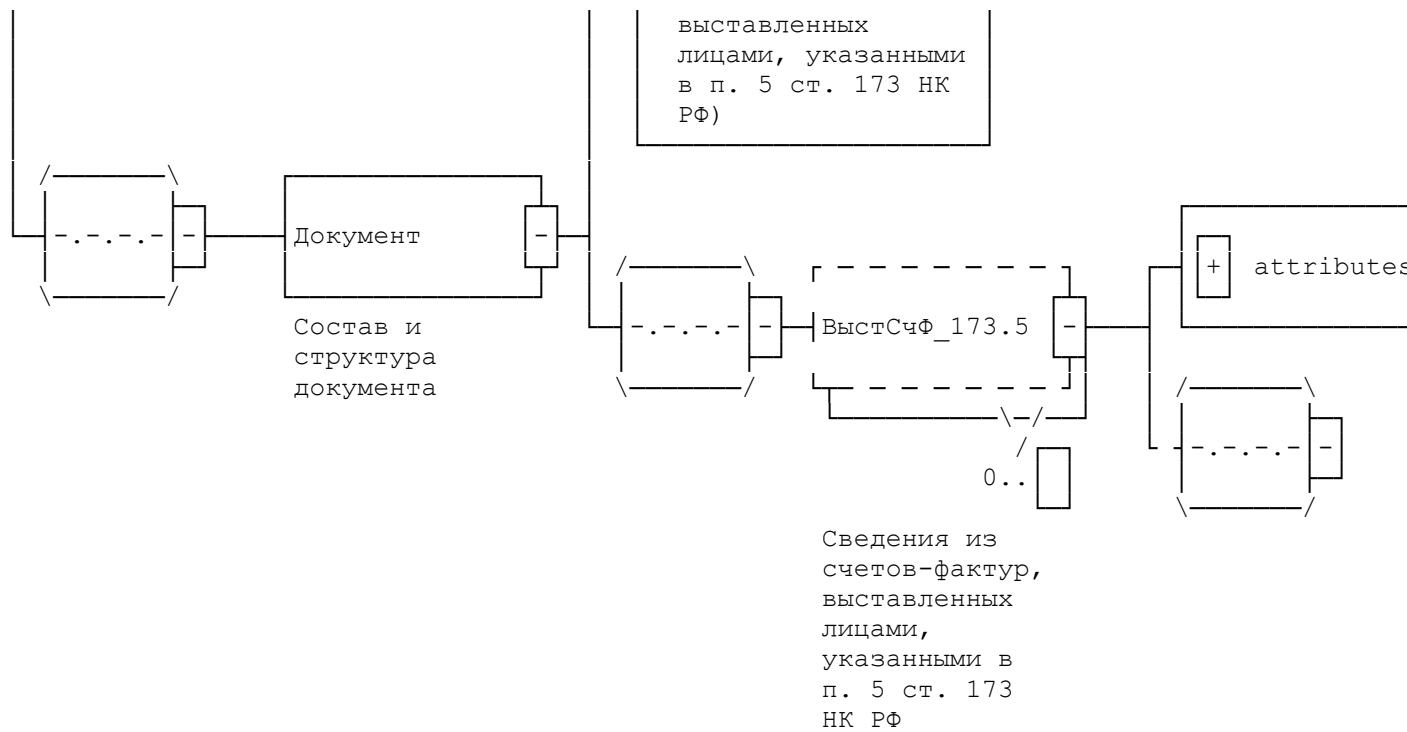 выставленных
лицами, указанными
в п. 5 ст. 173 НК
РФ)
-.-.-.- -
Документ -
+ attributes
Состав и
структура
документа
-.-.-.- -
ВыстСчФ_173.5 -
-.-.-.- -
0..
Сведения из
счетов-фактур,
выставленных
лицами,
указанными в
п. 5 ст. 173
НК РФ